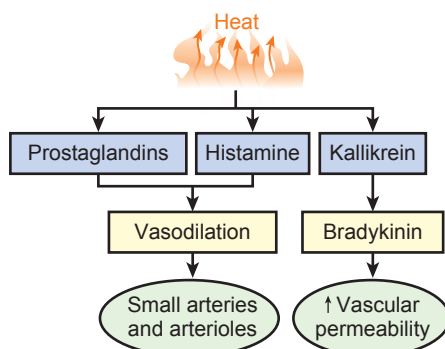 Heat
Prostaglandins
Histamine
Kallikrein
Vasodilation
Bradykinin
Small arteries
and arterioles
↑ Vascular
permeability